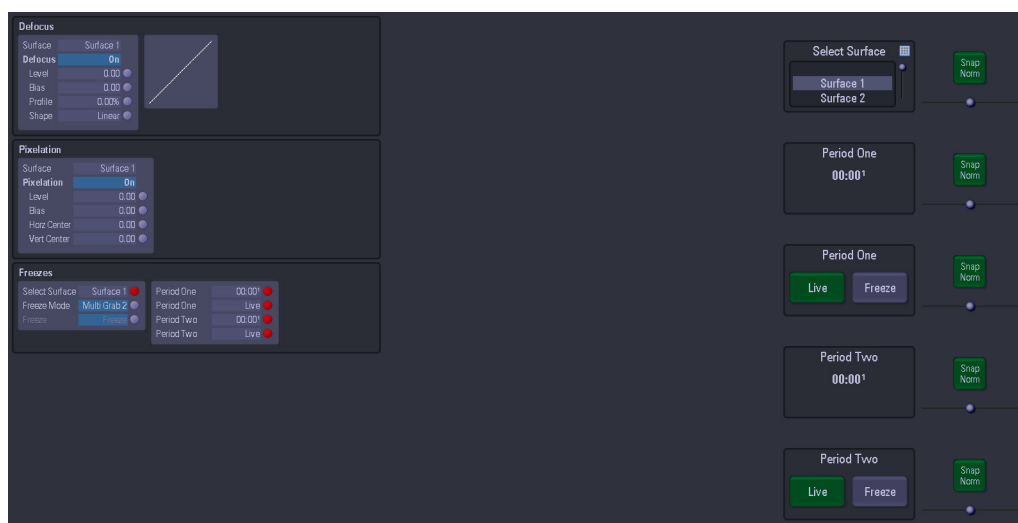 Defocus
Surface Surface 1
Defocus On
Level 0.00
Bias 0.00
Profile 0.00%
Shape Linear
Pixelation
Surface Surface 1
Pixelation On
Level 0.00
Bias 0.00
Horz Center 0.00
Vert Center 0.00
Freezes
Select Surface Surface 1 Period One 00:00¹
Freeze Mode Multi Grab 2 Period One Live
Freeze Freeze Period Two 00:00¹
Period Two Live
Select Surface
Surface 1
Surface 2
Snap
Norm
Period One
00:00¹
Snap
Norm
Period One
Live Freeze
Snap
Norm
Period Two
00:00¹
Snap
Norm
Period Two
Live Freeze
Snap
Norm